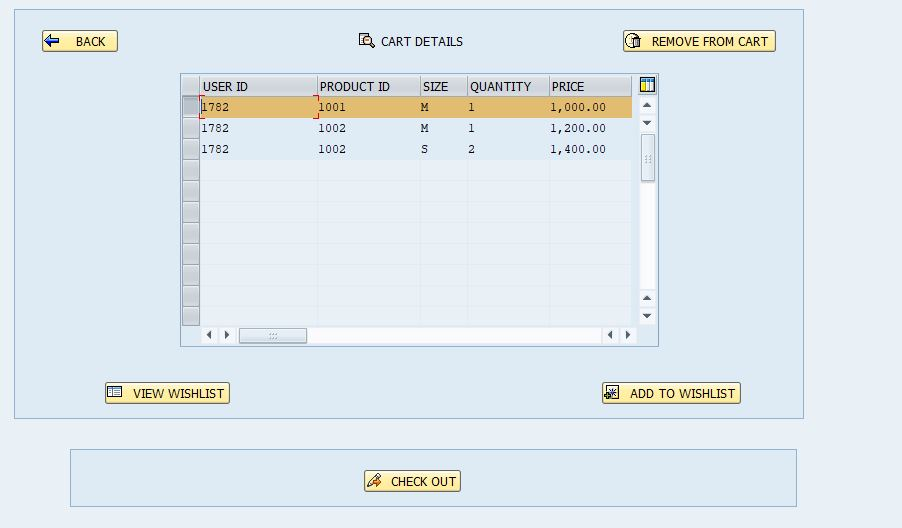 BACK CART DETAILS REMOVE FROM CART
USER ID PRODUCT ID SIZE QUANTITY PRICE
1782 1001 M 1 1,000.00
1782 1002 M 1 1,200.00
1782 1002 S 2 1,400.00
VIEW WISHLIST ADD TO WISHLIST
CHECK OUT